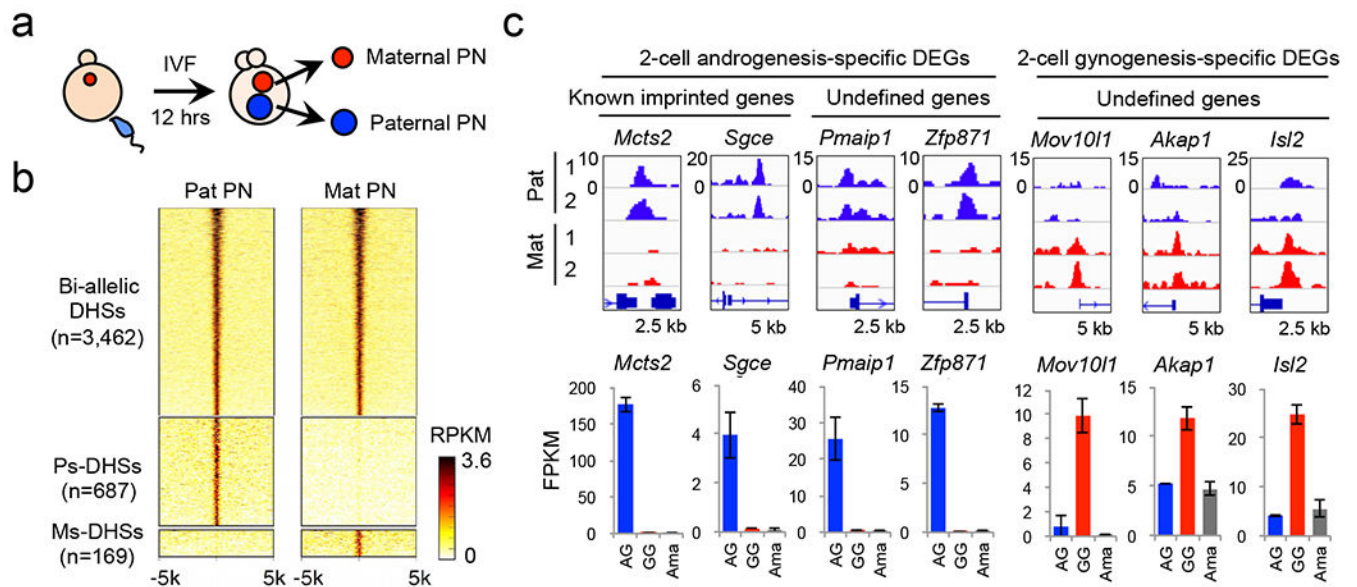 a
IVF
12 hrs
Maternal PN
Paternal PN
b
Pat PN
Mat PN
Bi-allelic
DHSs
(n=3,462)
Ps-DHSs
(n=687)
Ms-DHSs
(n=169)
RPKM
3.6
0
-5k
5k
-5k
5k
c
2-cell androgenesis-specific DEGs
2-cell gynogenesis-specific DEGs
Known imprinted genes
Undefined genes
Undefined genes
Mcts2
Sgce
Pmaip1
Zfp871
Mov10l1
Akap1
Isl2
Pat
1
2
Mat
1
2
10
0
20
0
15
0
10
0
15
0
15
0
25
0
2.5 kb
5 kb
2.5 kb
2.5 kb
5 kb
5 kb
2.5 kb
Mcts2
Sgce
Pmaip1
Zfp871
Mov10l1
Akap1
Isl2
FPKM
200
150
100
50
0
6
4
2
0
40
30
20
10
0
15
10
5
0
12
10
8
6
4
2
0
15
10
5
0
30
20
10
0
AG
GG
Ama
AG
GG
Ama
AG
GG
Ama
AG
GG
Ama
AG
GG
Ama
AG
GG
Ama
AG
GG
Ama